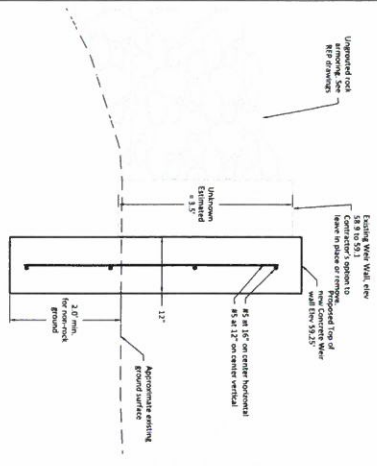 Ungrouted rock
armoring. See
REP drawings
Existing Weir Wall, elev
58.9 to 59.1
Contractor's option to
leave in place or remove.
Proposed Top of
new Concrete Weir
wall Elev 59.25'
Unknown
Estimated
= 3.5'
#5 at 16" on center horizontal
#5 at 12" on center vertical
12"
2.0' min.
for non-rock
ground
Approximate existing
ground surface